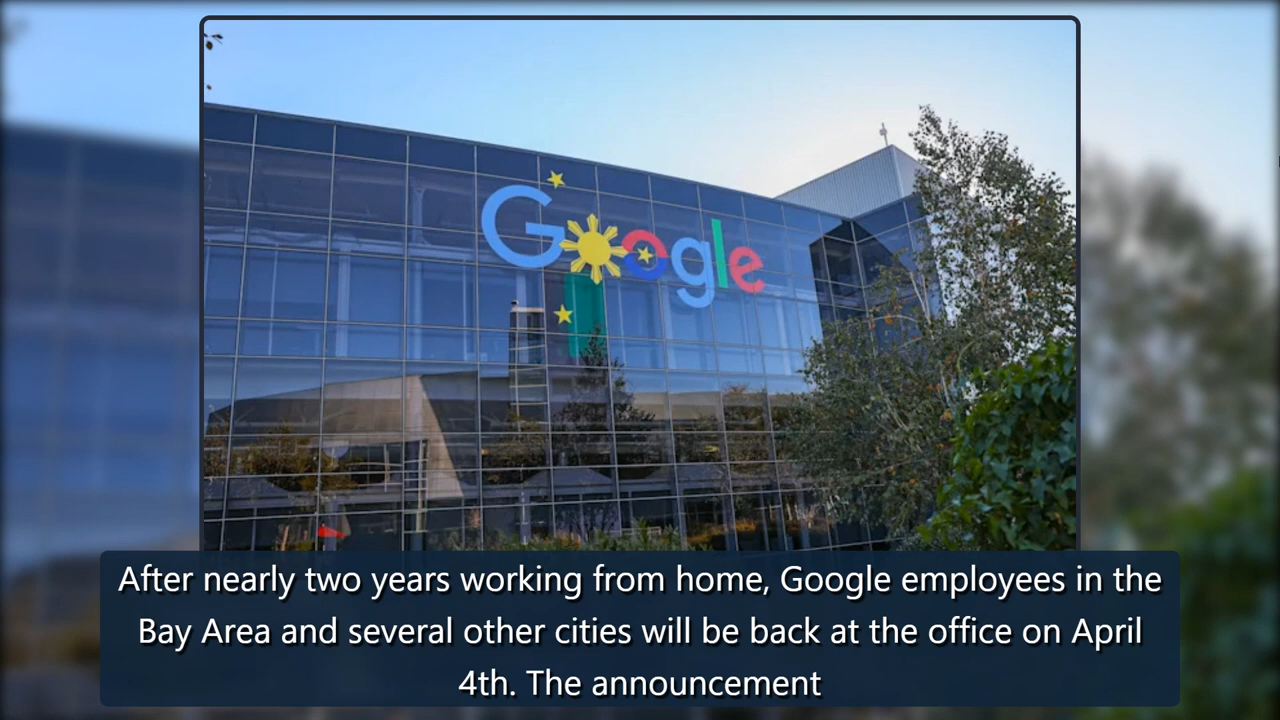 Google
After nearly two years working from home, Google employees in the
Bay Area and several other cities will be back at the office on April
4th. The announcement